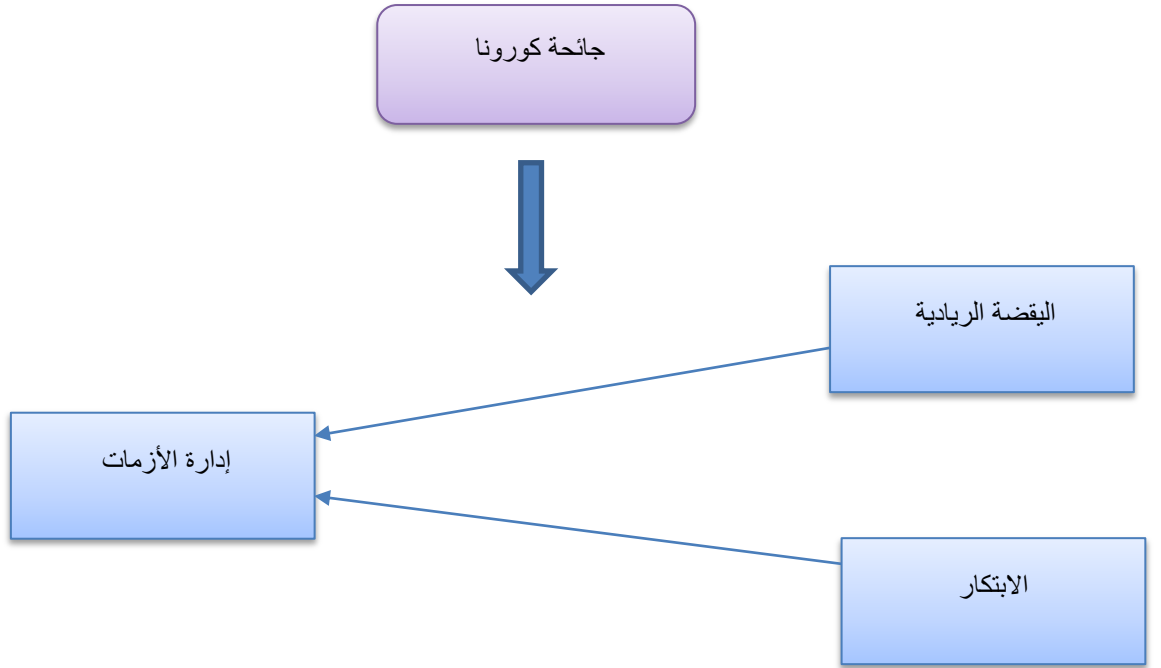 جائحة كورونا
اليقضة الريادية
إدارة الأزمات
الابتكار